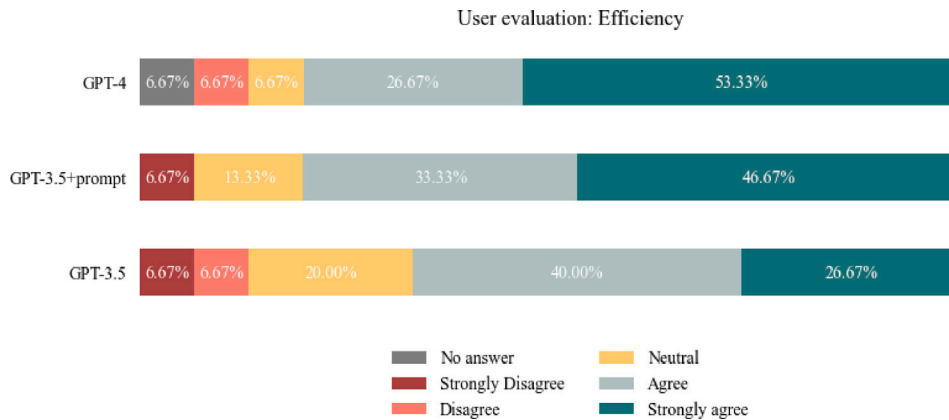 User evaluation: Efficiency
GPT-4 6.67% 6.67% 6.67% 26.67% 53.33%
GPT-3.5+prompt 6.67% 13.33% 33.33% 46.67%
GPT-3.5 6.67% 6.67% 20.00% 40.00% 26.67%
No answer Neutral
Strongly Disagree Agree
Disagree Strongly agree